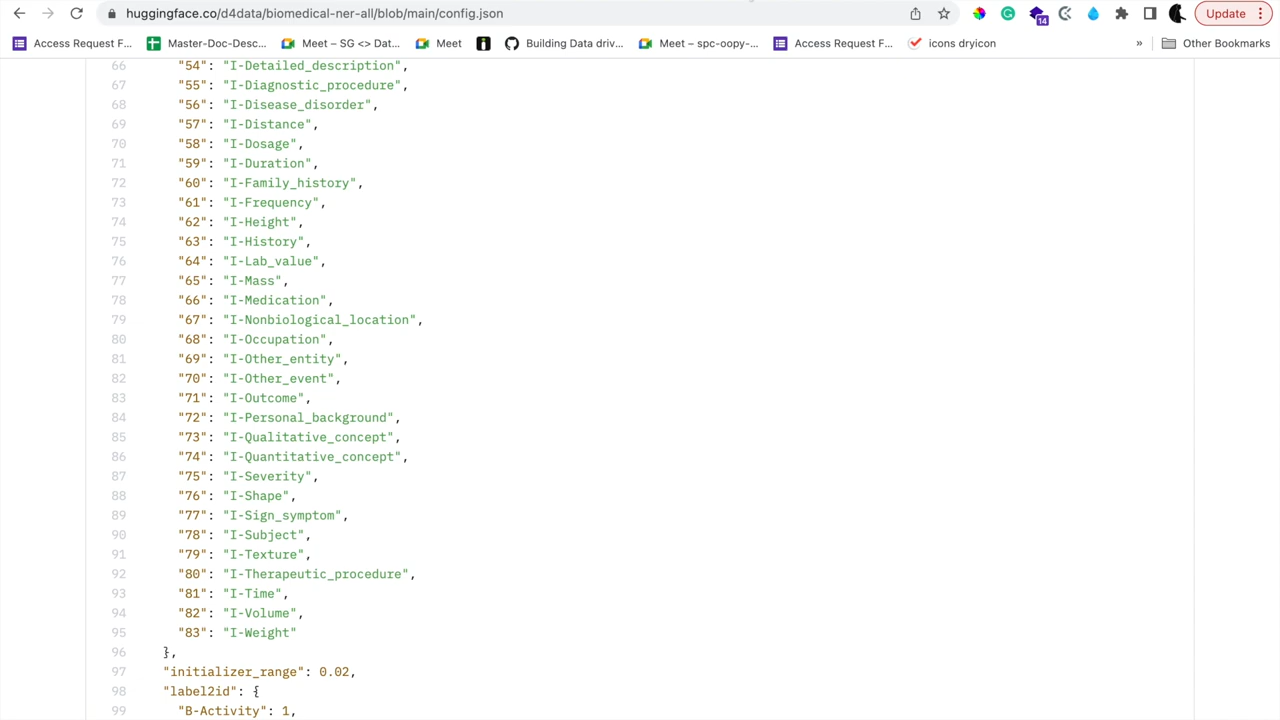 huggingface.co/d4data/biomedical-ner-all/blob/main/config.json
14
Update
Access Request F... Master-Doc-Desc... Meet – SG <> Dat... Meet Building Data driv... Meet – spc-oopy-... Access Request F... icons dryicon » Other Bookmarks
66 "54": "I-Detailed_description",
67 "55": "I-Diagnostic_procedure",
68 "56": "I-Disease_disorder",
69 "57": "I-Distance",
70 "58": "I-Dosage",
71 "59": "I-Duration",
72 "60": "I-Family_history",
73 "61": "I-Frequency",
74 "62": "I-Height",
75 "63": "I-History",
76 "64": "I-Lab_value",
77 "65": "I-Mass",
78 "66": "I-Medication",
79 "67": "I-Nonbiological_location",
80 "68": "I-Occupation",
81 "69": "I-Other_entity",
82 "70": "I-Other_event",
83 "71": "I-Outcome",
84 "72": "I-Personal_background",
85 "73": "I-Qualitative_concept",
86 "74": "I-Quantitative_concept",
87 "75": "I-Severity",
88 "76": "I-Shape",
89 "77": "I-Sign_symptom",
90 "78": "I-Subject",
91 "79": "I-Texture",
92 "80": "I-Therapeutic_procedure",
93 "81": "I-Time",
94 "82": "I-Volume",
95 "83": "I-Weight"
96 },
97 "initializer_range": 0.02,
98 "label2id": {
99 "B-Activity": 1,